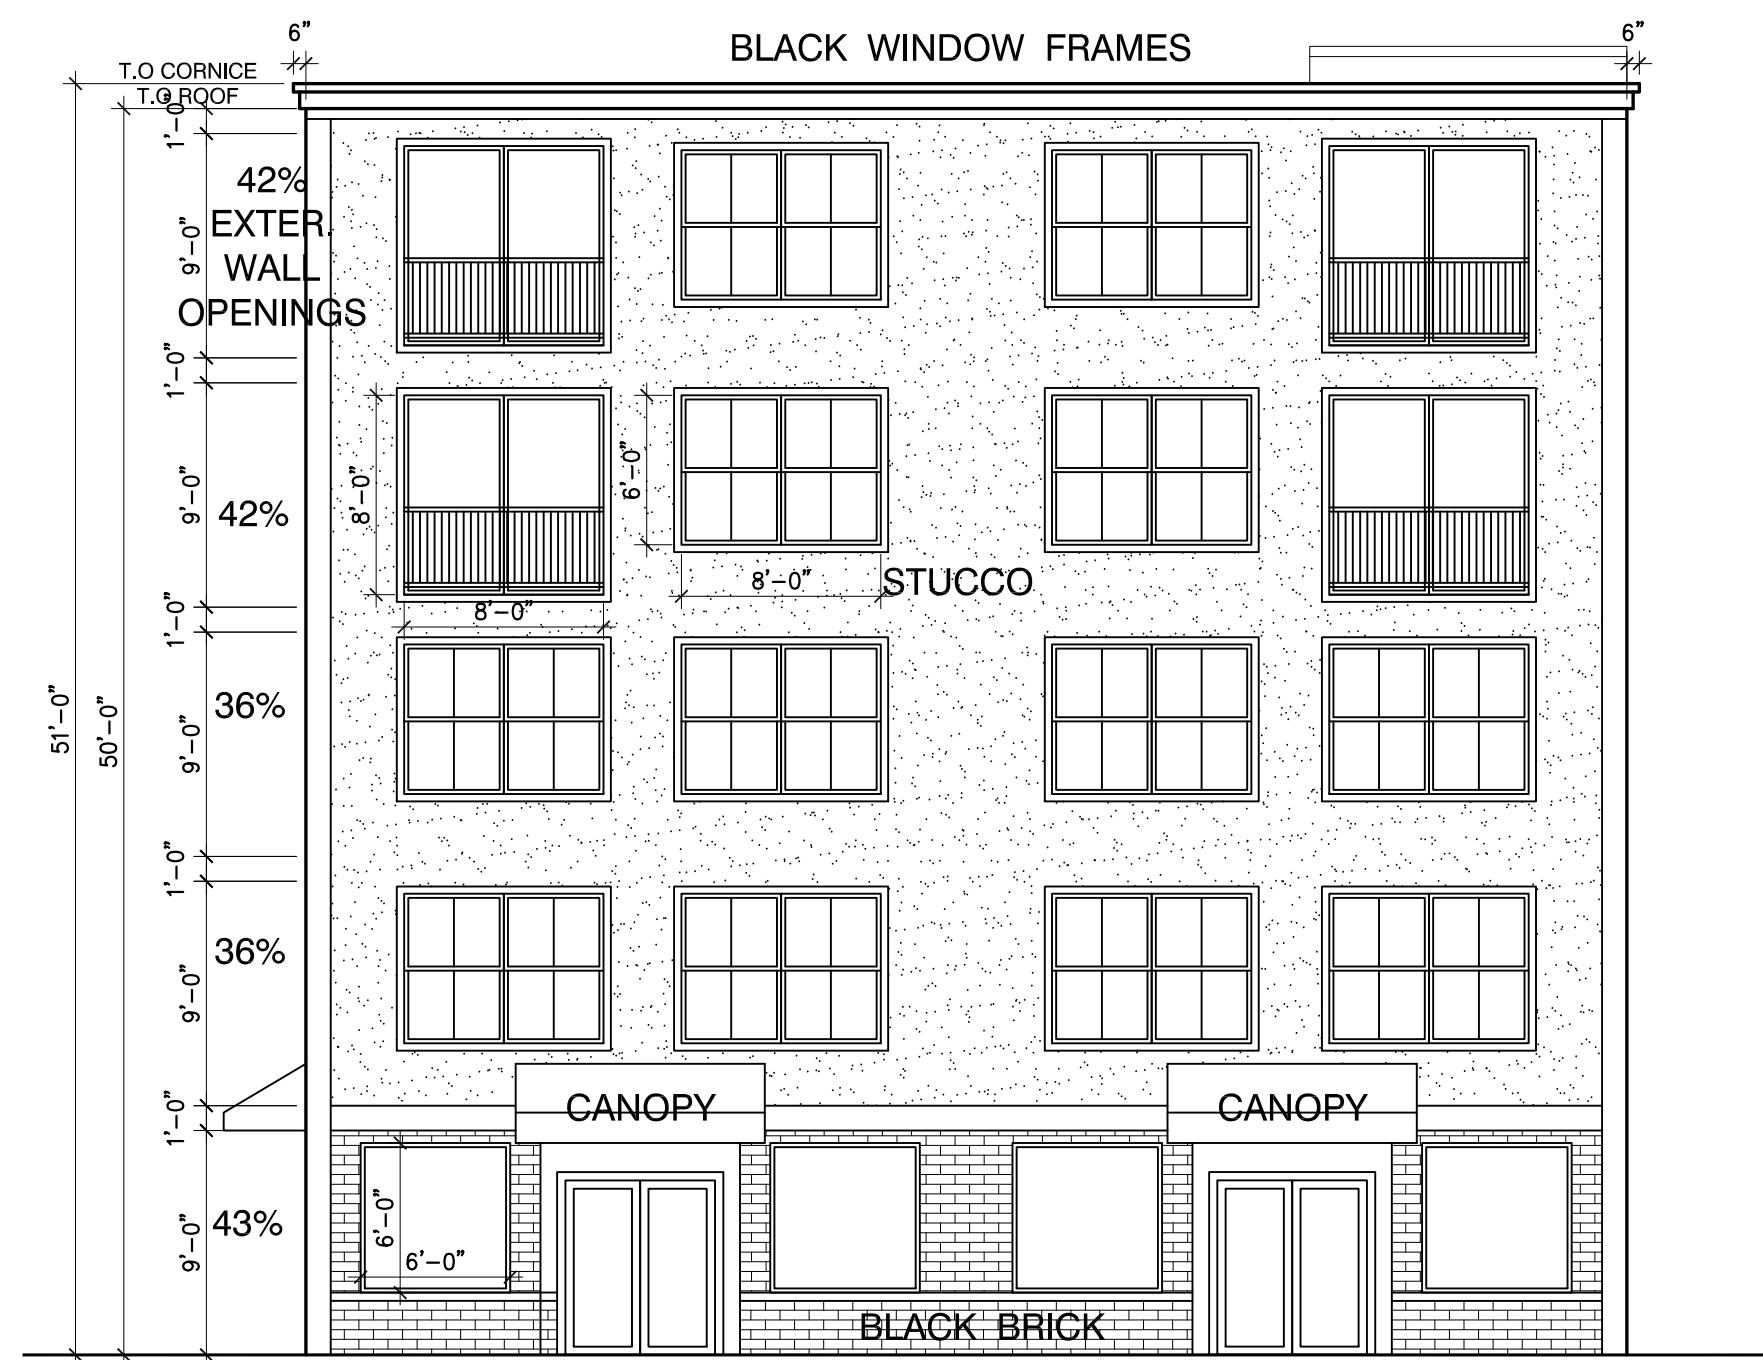 6"
BLACK WINDOW FRAMES
6"
T.O CORNICE
T.O ROOF
1'-0"
42%
EXTER.
WALL
OPENINGS
9'-0"
1'-0"
1'-0"
9'-0"
42%
8'-0"
6'-0"
8'-0"
STUCCO
8'-0"
1'-0"
1'-0"
51'-0"
50'-0"
36%
9'-0"
1'-0"
1'-0"
36%
9'-0"
1'-0"
1'-0"
CANOPY
CANOPY
43%
9'-0"
6'-0"
6'-0"
BLACK BRICK